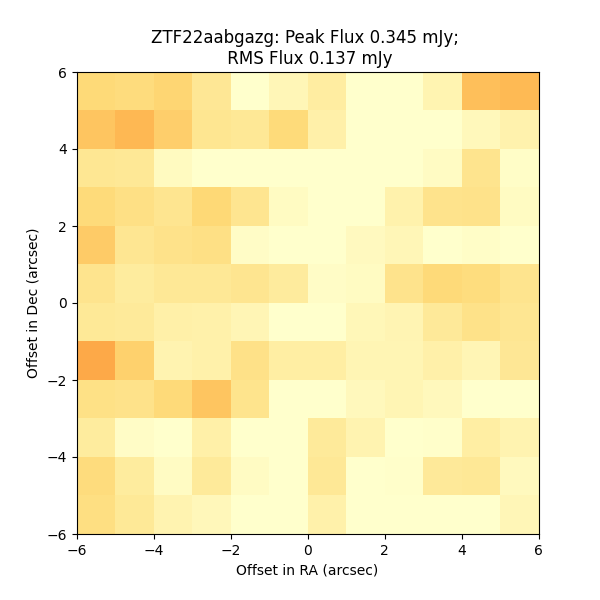 ZTF22aabgazg: Peak Flux 0.345 mJy;
RMS Flux 0.137 mJy
6
4
2
0
−2
−4
−6
Offset in Dec (arcsec)
−6 −4 −2 0 2 4 6
Offset in RA (arcsec)